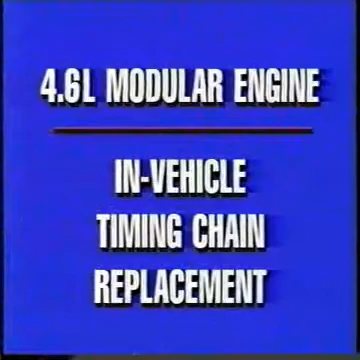 4.6L MODULAR ENGINE
IN-VEHICLE
TIMING CHAIN
REPLACEMENT